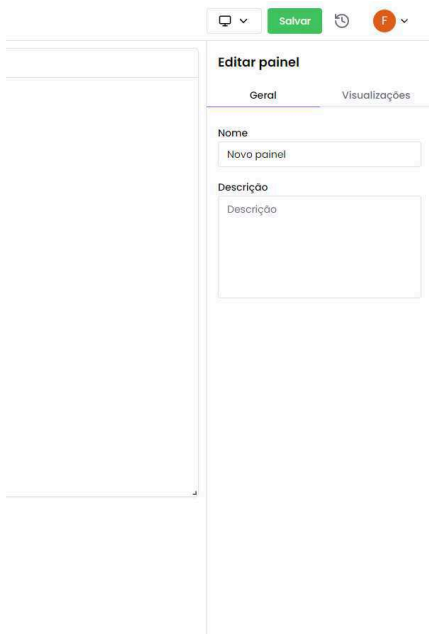 Salvar
F
Editar painel
Geral Visualizações
Nome
Novo painel
Descrição
Descrição